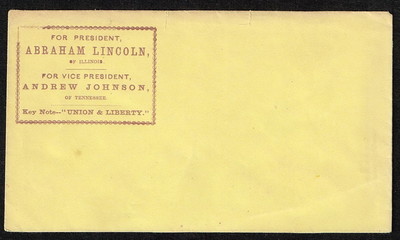 FOR PRESIDENT,
ABRAHAM LINCOLN,
OF ILLINOIS.
FOR VICE PRESIDENT,
ANDREW JOHNSON,
OF TENNESSEE.
Key Note--"UNION & LIBERTY."